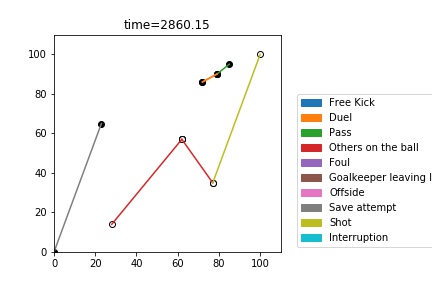 time=2860.15
100
80
60
40
20
0
0 20 40 60 80 100
Free Kick
Duel
Pass
Others on the ball
Foul
Goalkeeper leaving l
Offside
Save attempt
Shot
Interruption